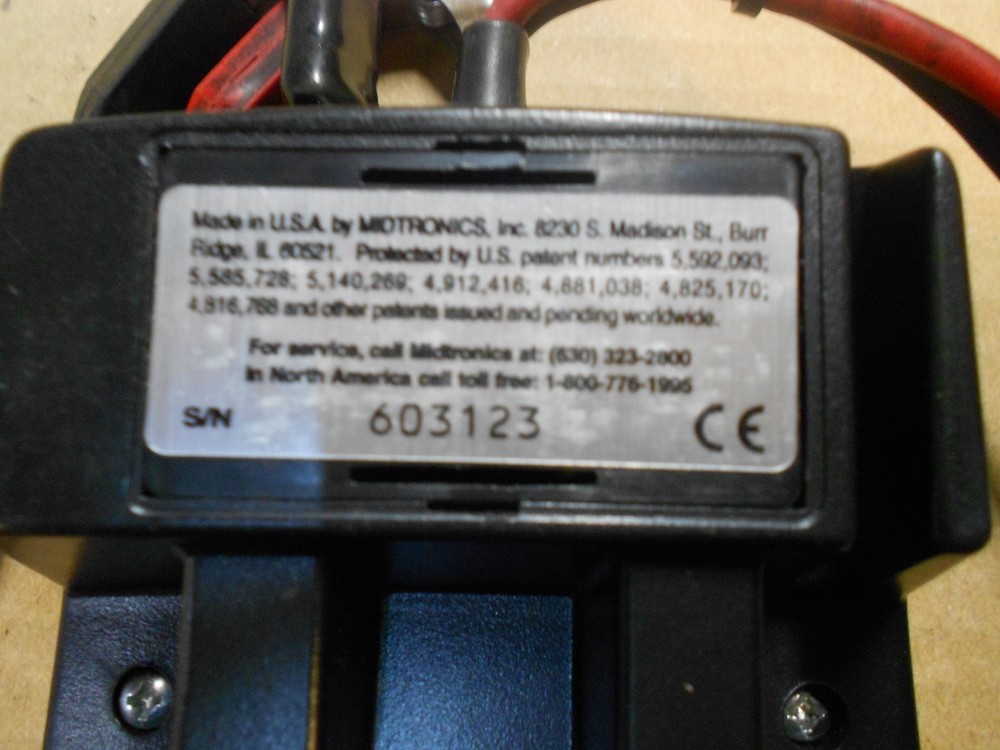 Made in U.S.A. by MIDTRONICS, Inc. 8230 S. Madison St., Burr
Ridge, IL 60521. Protected by U.S. patent numbers 5,592,093;
5,585,728; 5,140,269; 4,912,416; 4,881,038; 4,825,170;
4,816,768 and other patents issued and pending worldwide.
For service, call Midtronics at: (630) 323-2800
In North America call toll free: 1-800-776-1995
S/N 603123 CE